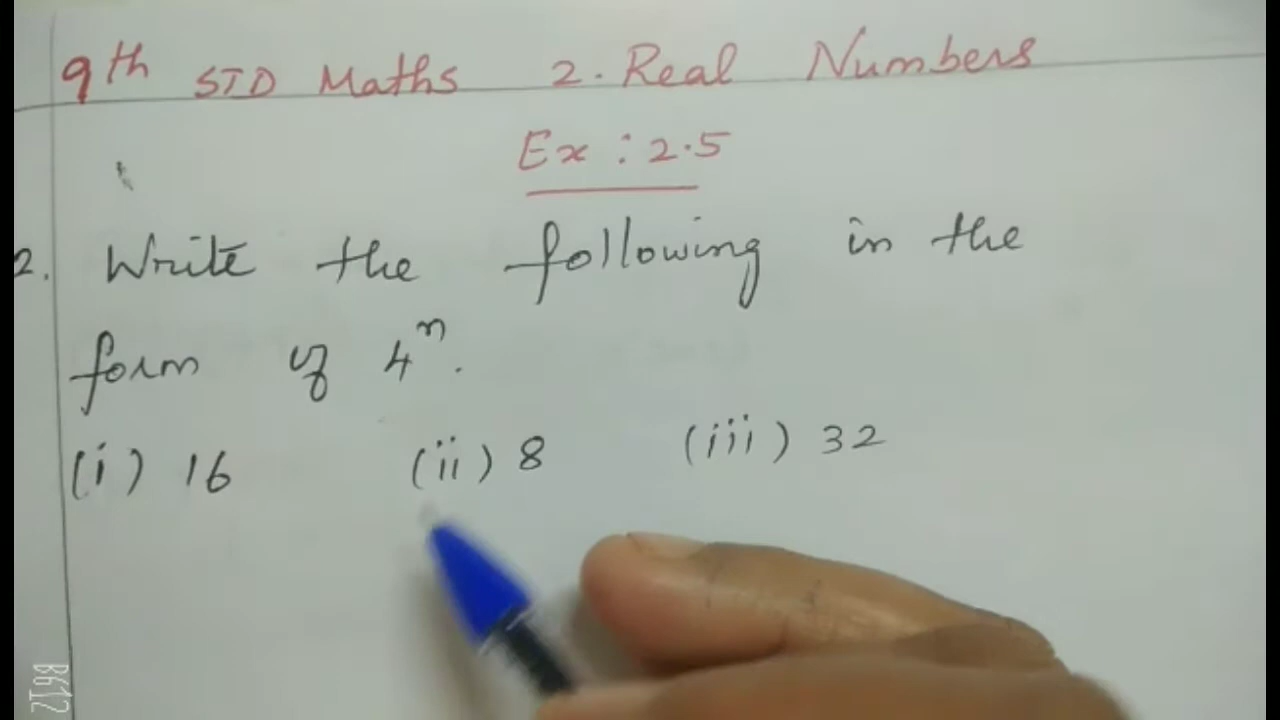 9th STD Maths 2. Real Numbers
Ex : 2.5
2. Write the following in the
form of 4ⁿ.
(i) 16 (ii) 8 (iii) 32
B612